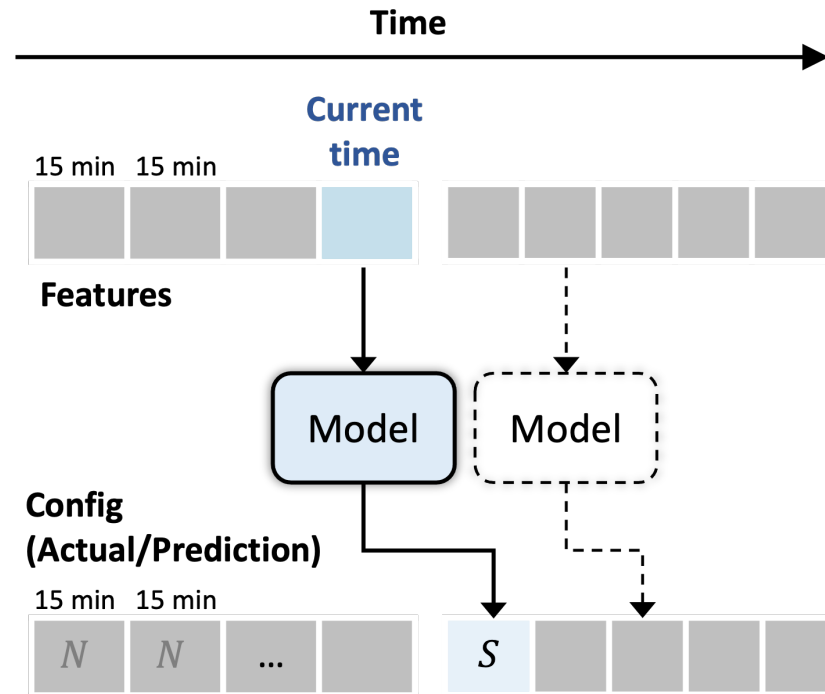 Time
Current
time
15 min 15 min
Features
Model Model
Config
(Actual/Prediction)
15 min 15 min
N N ... S